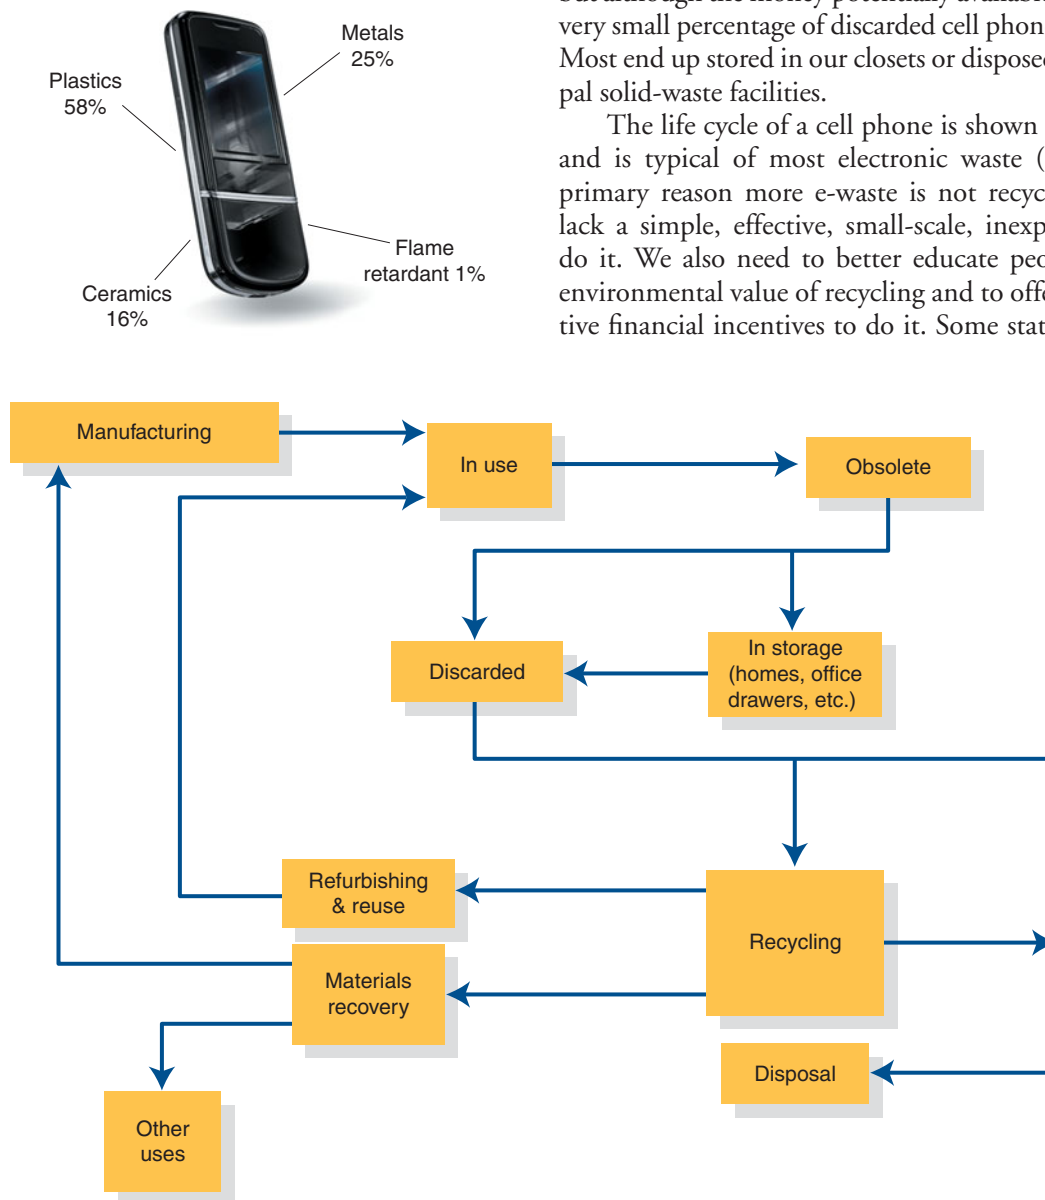 Metals
25%
Plastics
58%
Flame
retardant 1%
Ceramics
16%
very small percentage of discarded cell phon
Most end up stored in our closets or disposed
pal solid-waste facilities.
The life cycle of a cell phone is shown
and is typical of most electronic waste (
primary reason more e-waste is not recyc
lack a simple, effective, small-scale, inexp
do it. We also need to better educate peo
environmental value of recycling and to offe
tive financial incentives to do it. Some stat
Manufacturing
In use
Obsolete
Discarded
In storage
(homes, office
drawers, etc.)
Refurbishing
& reuse
Recycling
Materials
recovery
Disposal
Other
uses